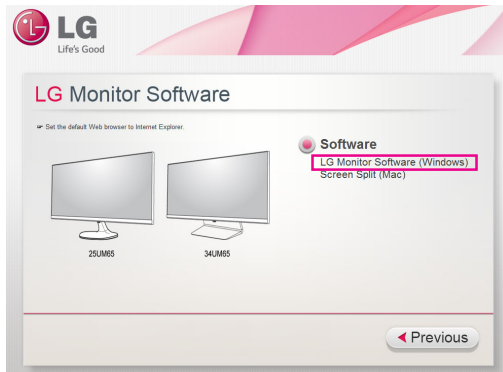 LG
Life's Good
LG Monitor Software
☞ Set the default Web browser to Internet Explorer.
Software
LG Monitor Software (Windows)
Screen Split (Mac)
25UM65
34UM65
Previous